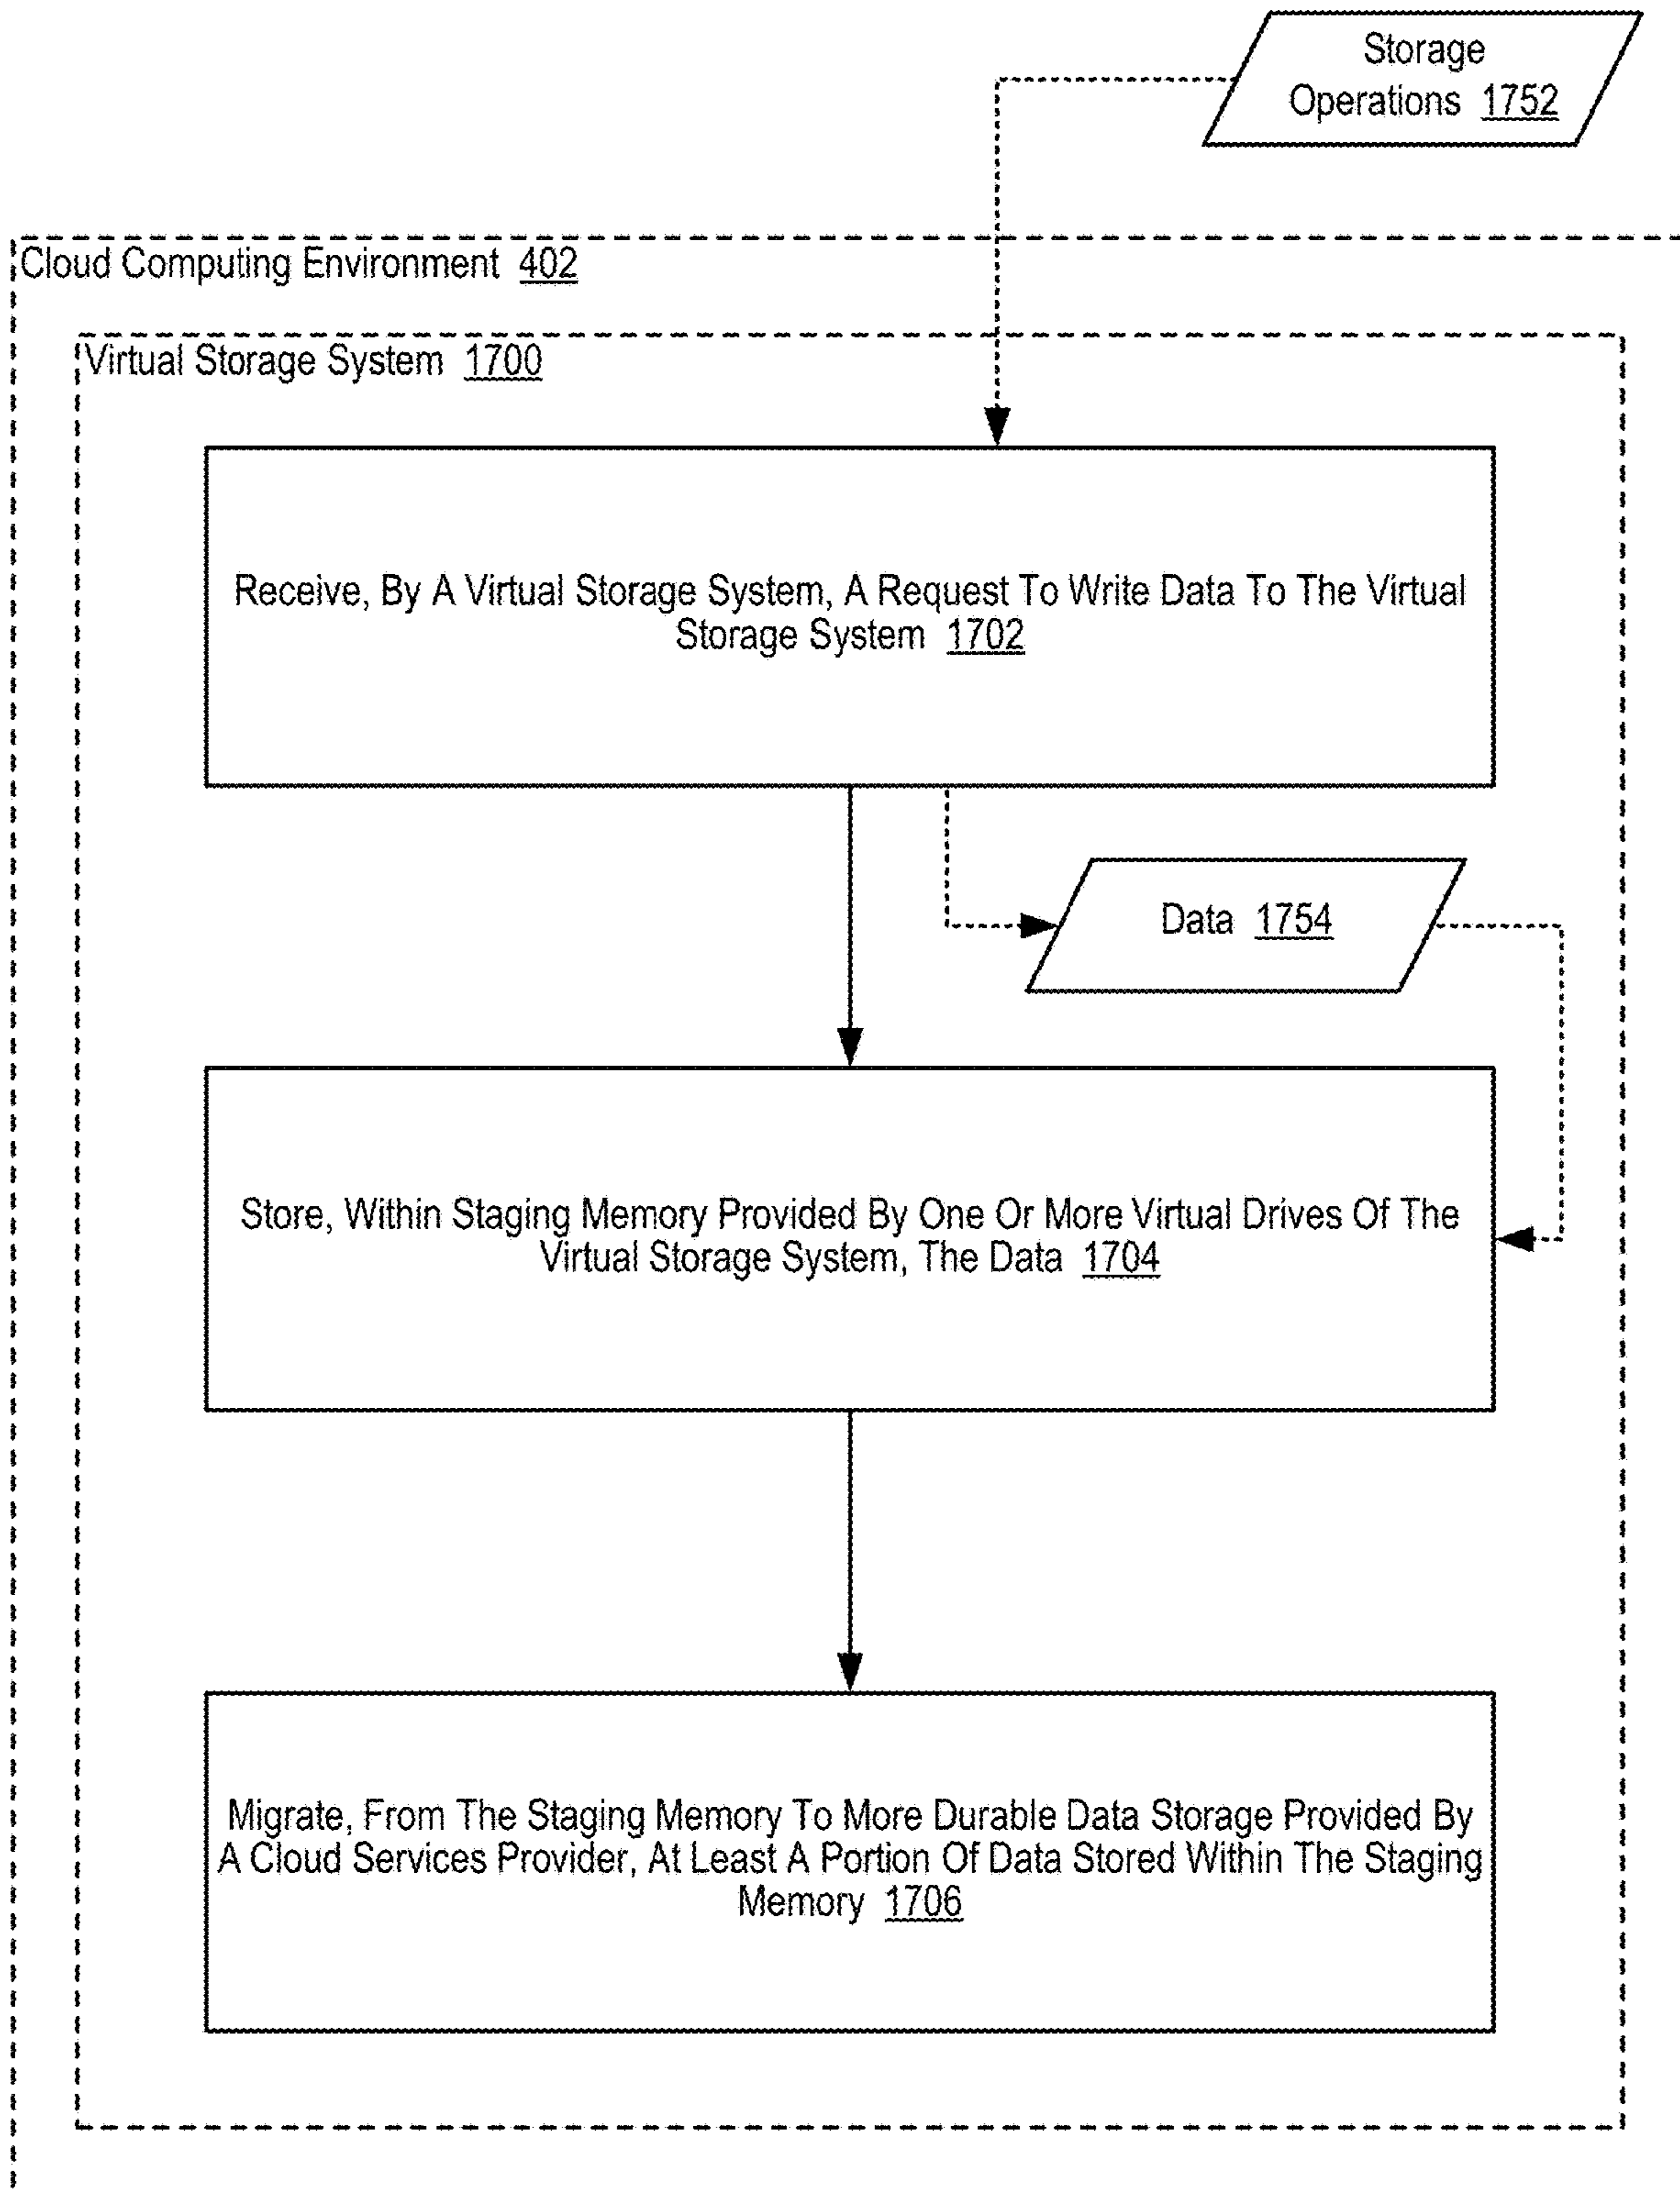 Storage
Operations 1752
Cloud Computing Environment 402
Virtual Storage System 1700
Receive, By A Virtual Storage System, A Request To Write Data To The Virtual
Storage System 1702
Data 1754
Store, Within Staging Memory Provided By One Or More Virtual Drives Of The
Virtual Storage System, The Data 1704
Migrate, From The Staging Memory To More Durable Data Storage Provided By
A Cloud Services Provider, At Least A Portion Of Data Stored Within The Staging
Memory 1706